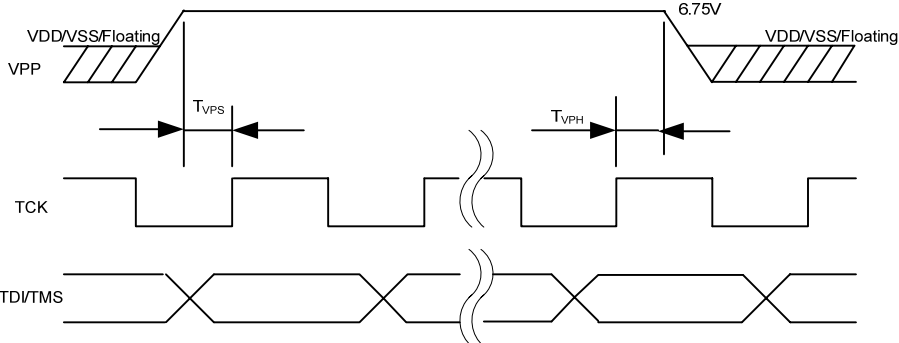 6.75V
VDD/VSS/Floating
VDD/VSS/Floating
VPP
TVPS
TVPH
TCK
TDI/TMS